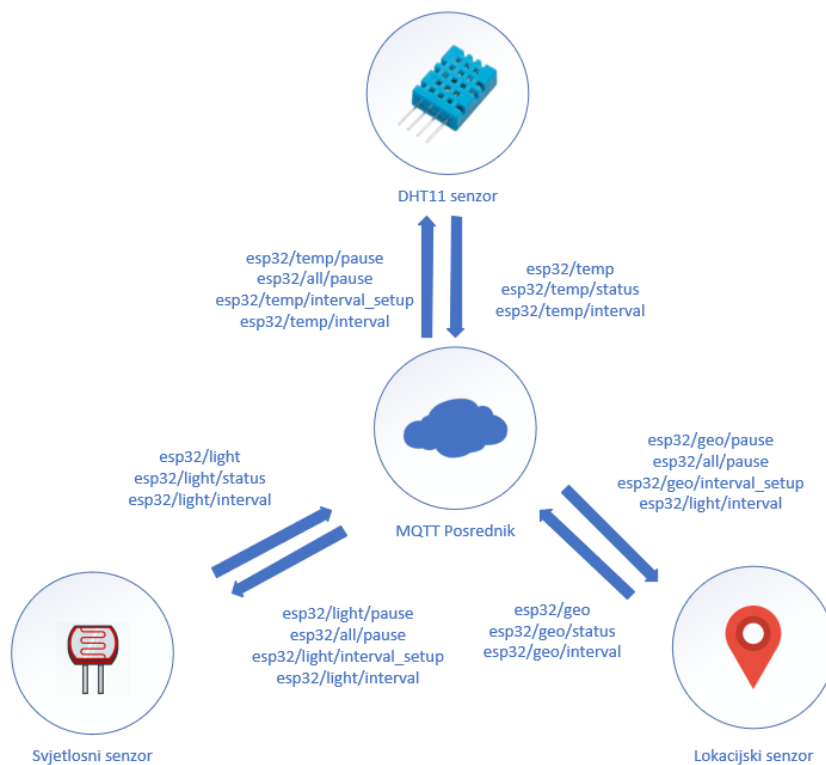 DHT11 senzor
esp32/temp/pause
esp32/all/pause
esp32/temp/interval_setup
esp32/temp/interval
esp32/temp
esp32/temp/status
esp32/temp/interval
MQTT Posrednik
esp32/light
esp32/light/status
esp32/light/interval
esp32/geo/pause
esp32/all/pause
esp32/geo/interval_setup
esp32/light/interval
esp32/light/pause
esp32/all/pause
esp32/light/interval_setup
esp32/light/interval
esp32/geo
esp32/geo/status
esp32/geo/interval
Svjetlosni senzor
Lokacijski senzor